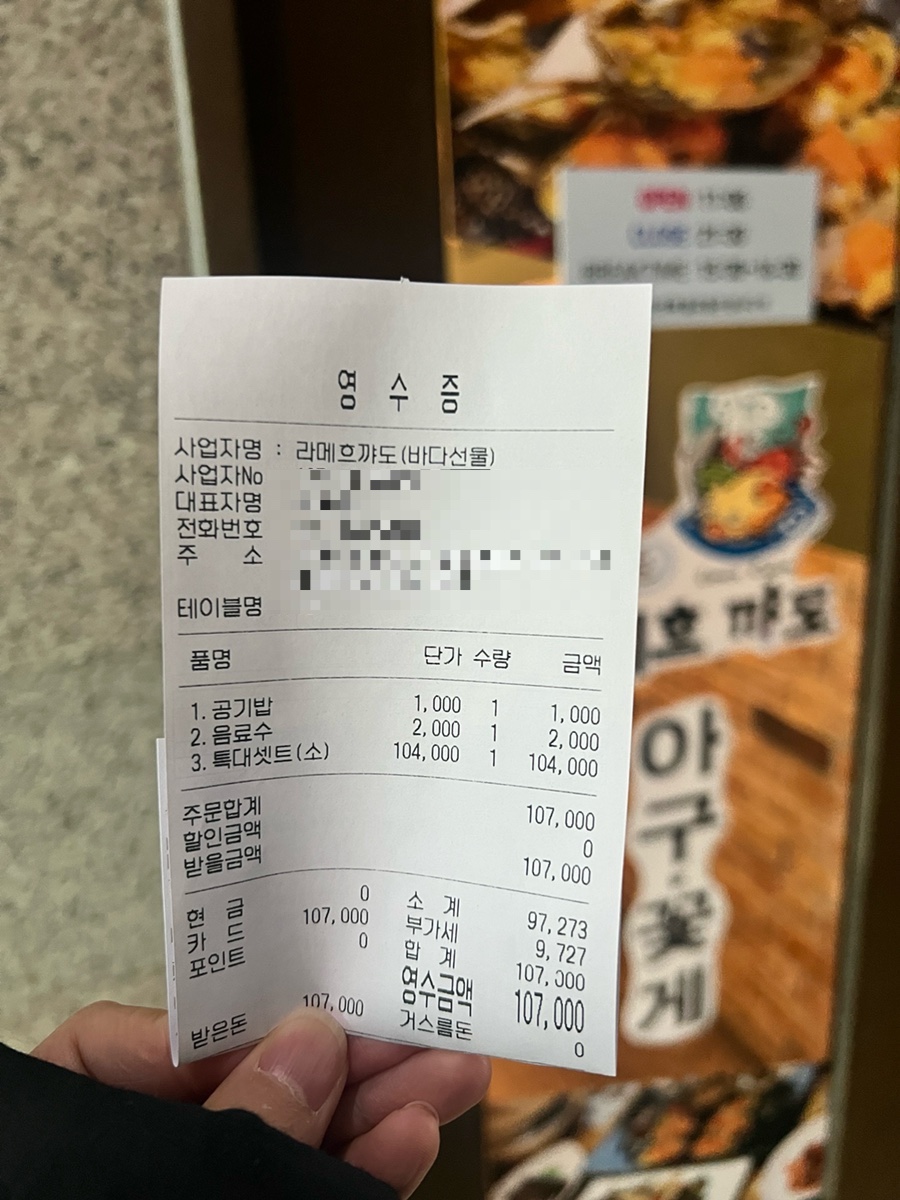 영 수 증
사업자명 : 라메흐꺄도(바다선물)
사업자No
대표자명
전화번호
주 소
테이블명
품명 단가 수량 금액
1. 공기밥 1,000 1 1,000
2. 음료수 2,000 1 2,000
3. 특대셋트(소) 104,000 1 104,000
주문합계 107,000
할인금액 0
받을금액 107,000
현 금 0 소 계 97,273
카 드 107,000 부가세 9,727
포인트 0 합 계 107,000
영수금액 107,000
받은돈 107,000 거스름돈 0
OPEN
CLOSE
흐 꺄도
아
구
·
꽃
게